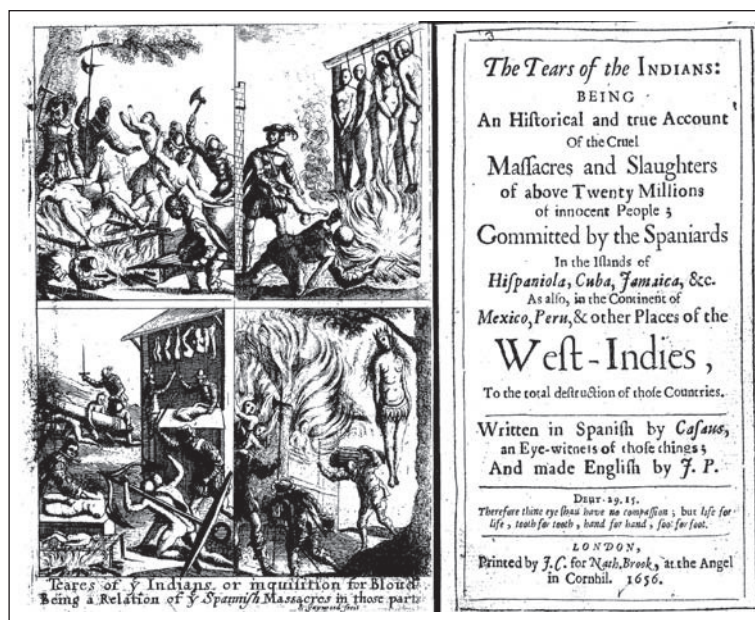 Teares of ẏ Indians or inquisition for Bloud
Being a Relation of ẏ Spannish Massacres in those part
The Tears of the INDIANS:
BEING
An Hiſtorical and true Account
Of the Cruel
Maſſacres and Slaughters
of above Twenty Millions
of innocent People ;
Committed by the Spaniards
In the Iſlands of
Hiſpaniola, Cuba, Jamaica, &c.
As alſo, in the Continent of
Mexico, Peru, & other Places of the
Weſt-Indies,
To the total deſtruction of thoſe Countries.
Written in Spaniſh by Caſaus,
an Eye-witneſs of thoſe things;
And made Engliſh by J. P.
DEUT. 29. 15.
Therefore thine eye ſhall have no compaſſion ; but life for
life , tooth for tooth , hand for hand , foot for foot.
LONDON,
Printed by J. C. for Nath. Brook, at the Angel
in Cornhil. 1656.